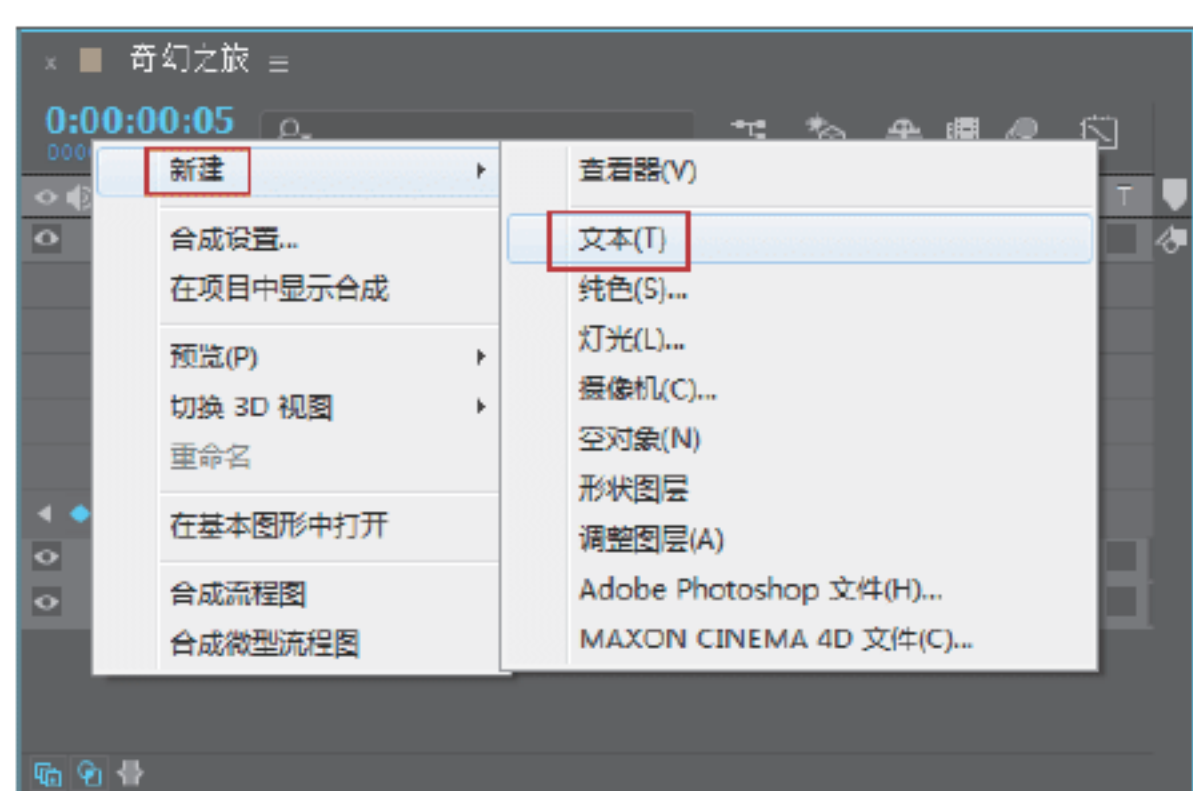 奇幻之旅
0:00:00:05
0000
新建
合成设置...
在项目中显示合成
预览(P)
切换 3D 视图
重命名
在基本图形中打开
合成流程图
合成微型流程图
查看器(V)
文本(T)
纯色(S)...
灯光(L)...
摄像机(C)...
空对象(N)
形状图层
调整图层(A)
Adobe Photoshop 文件(H)...
MAXON CINEMA 4D 文件(C)...
T